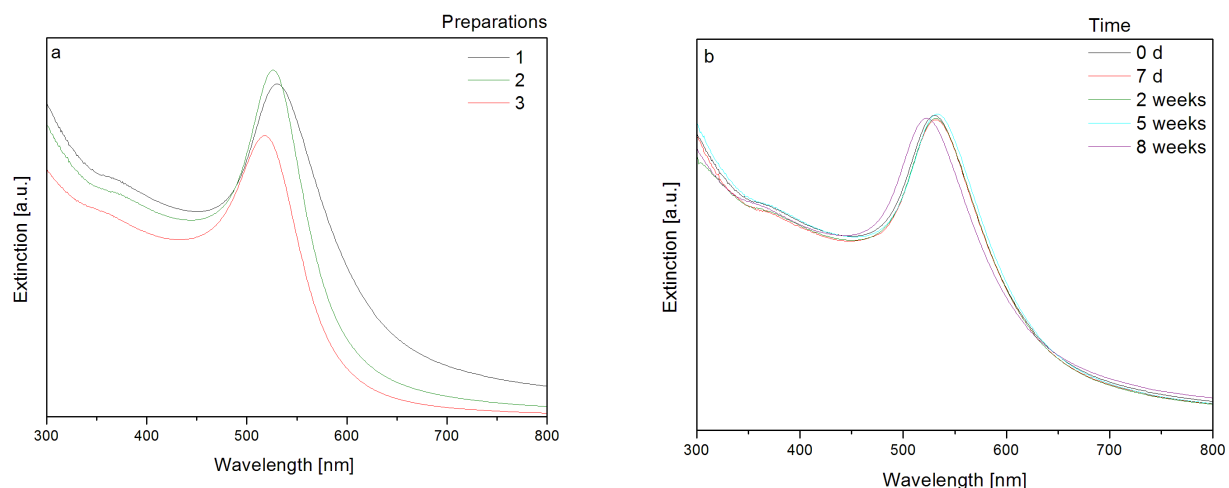 Preparations
a
1
2
3
Extinction [a.u.]
300 400 500 600 700 800
Wavelength [nm]
Time
b
0 d
7 d
2 weeks
5 weeks
8 weeks
Extinction [a.u.]
300 400 500 600 700 800
Wavelength [nm]